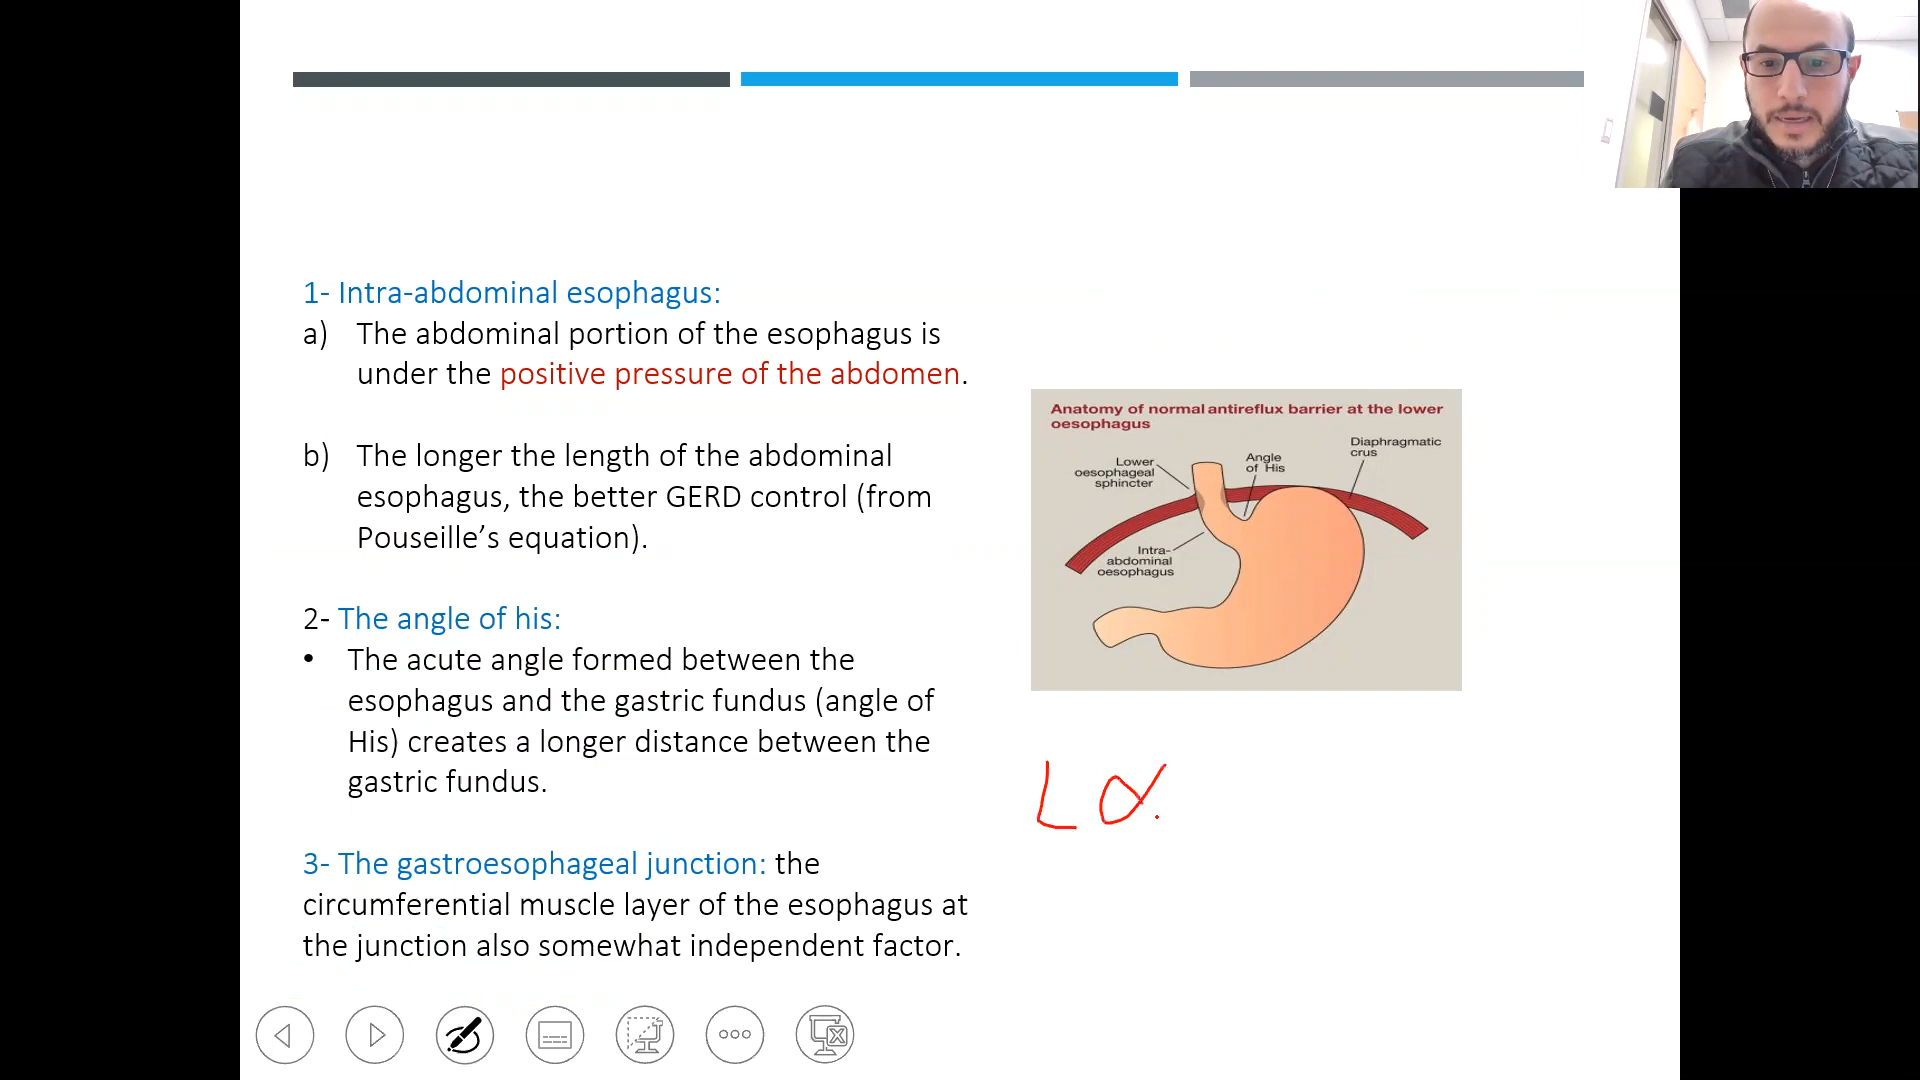 1- Intra-abdominal esophagus:
a) The abdominal portion of the esophagus is
under the positive pressure of the abdomen.
b) The longer the length of the abdominal
esophagus, the better GERD control (from
Pouseille’s equation).
2- The angle of his:
• The acute angle formed between the
esophagus and the gastric fundus (angle of
His) creates a longer distance between the
gastric fundus.
3- The gastroesophageal junction: the
circumferential muscle layer of the esophagus at
the junction also somewhat independent factor.
Anatomy of normal antireflux barrier at the lower
oesophagus
Diaphragmatic
crus
Angle
of His
Lower
oesophageal
sphincter
Intra-
abdominal
oesophagus
L α